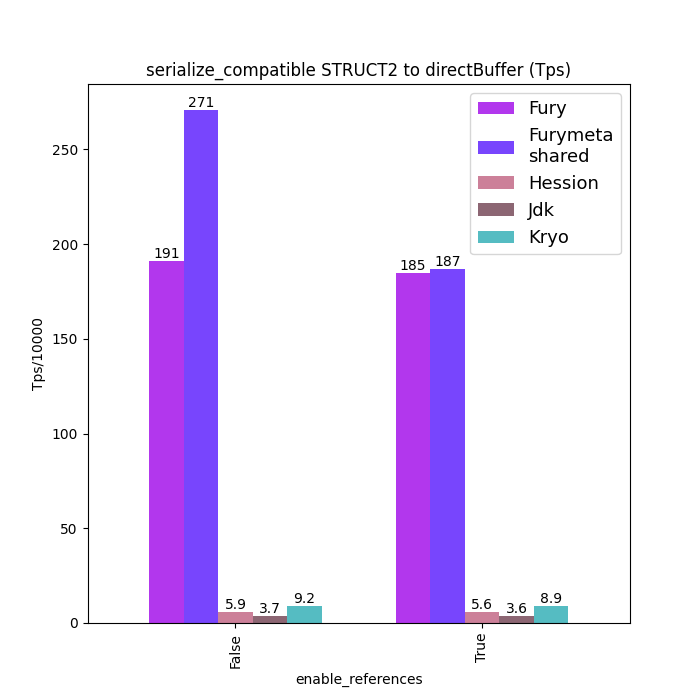 serialize_compatible STRUCT2 to directBuffer (Tps)
Fury
Furymeta
shared
Hession
Jdk
Kryo
Tps/10000
250
200
150
100
50
0
191
271
5.9
3.7
9.2
185
187
5.6
3.6
8.9
False
True
enable_references